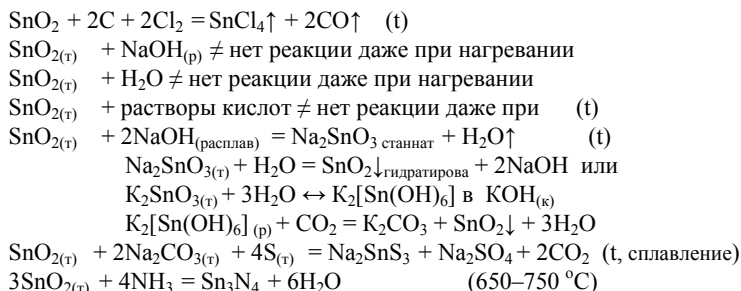 SnO₂ + 2C + 2Cl₂ = SnCl₄↑ + 2CO↑ (t)
SnO₂(т) + NaOH(р) ≠ нет реакции даже при нагревании
SnO₂(т) + H₂O ≠ нет реакции даже при нагревании
SnO₂(т) + растворы кислот ≠ нет реакции даже при (t)
SnO₂(т) + 2NaOH(расплав) = Na₂SnO₃ станнат + H₂O↑ (t)
Na₂SnO₃(т) + H₂O = SnO₂↓гидратирова + 2NaOH или
K₂SnO₃(т) + 3H₂O ↔ K₂[Sn(OH)₆] в KOH(к)
K₂[Sn(OH)₆] (р) + CO₂ = K₂CO₃ + SnO₂↓ + 3H₂O
SnO₂(т) + 2Na₂CO₃(т) + 4S(т) = Na₂SnS₃ + Na₂SO₄ + 2CO₂ (t, сплавление)
3SnO₂(т) + 4NH₃ = Sn₃N₄ + 6H₂O (650–750 °C)